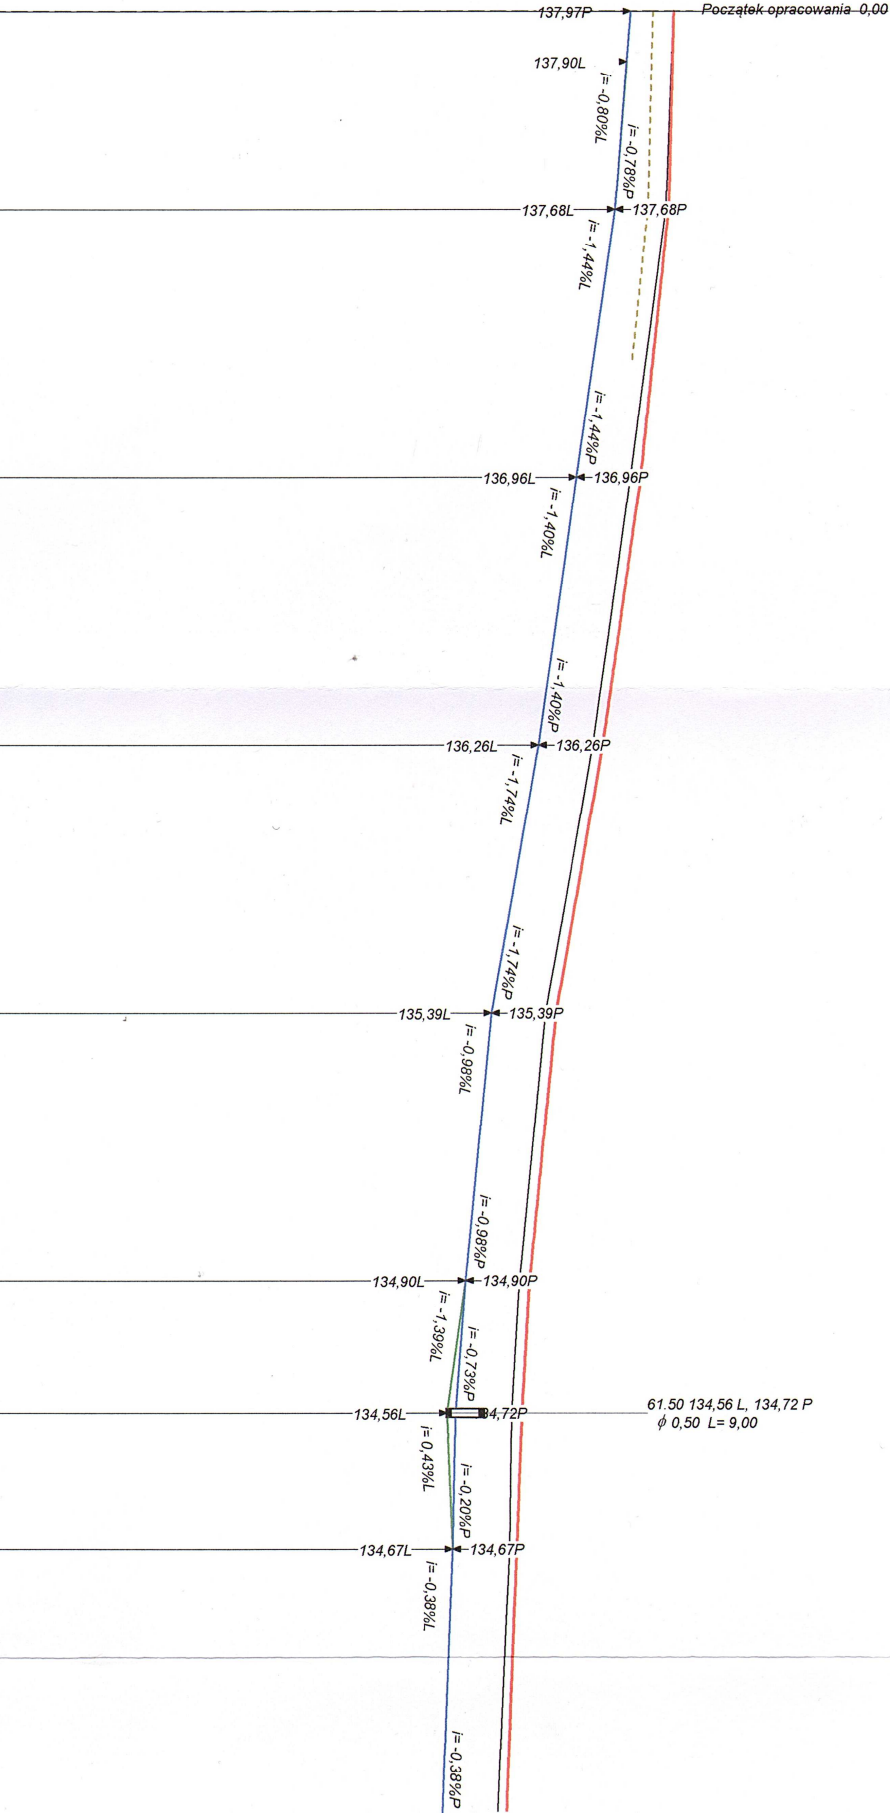 137,97P
Początek opracowania 0,00
137,90L
i= -0,80%L
i= -0,78%P
137,68L
137,68P
i= -1,44%L
i= -1,44%P
136,96L
136,96P
i= -1,40%L
i= -1,40%P
136,26L
136,26P
i= -1,74%L
i= -1,74%P
135,39L
135,39P
i= -0,98%L
i= -0,98%P
134,90L
134,90P
i= -1,39%L
i= -0,73%P
61.50 134,56 L, 134,72 P
134,56L
34,72P
ϕ 0,50 L= 9,00
i= 0,43%L
i= -0,20%P
134,67L
134,67P
i= -0,38%L
i= -0,38%P